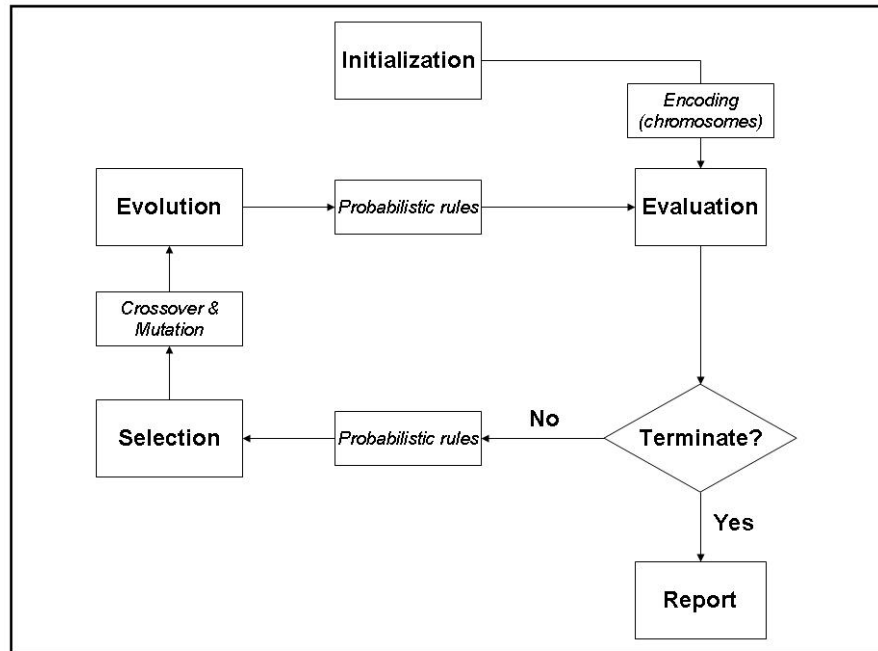 Initialization
Encoding
(chromosomes)
Evolution
Probabilistic rules
Evaluation
Crossover &
Mutation
Selection
Probabilistic rules
No
Terminate?
Yes
Report